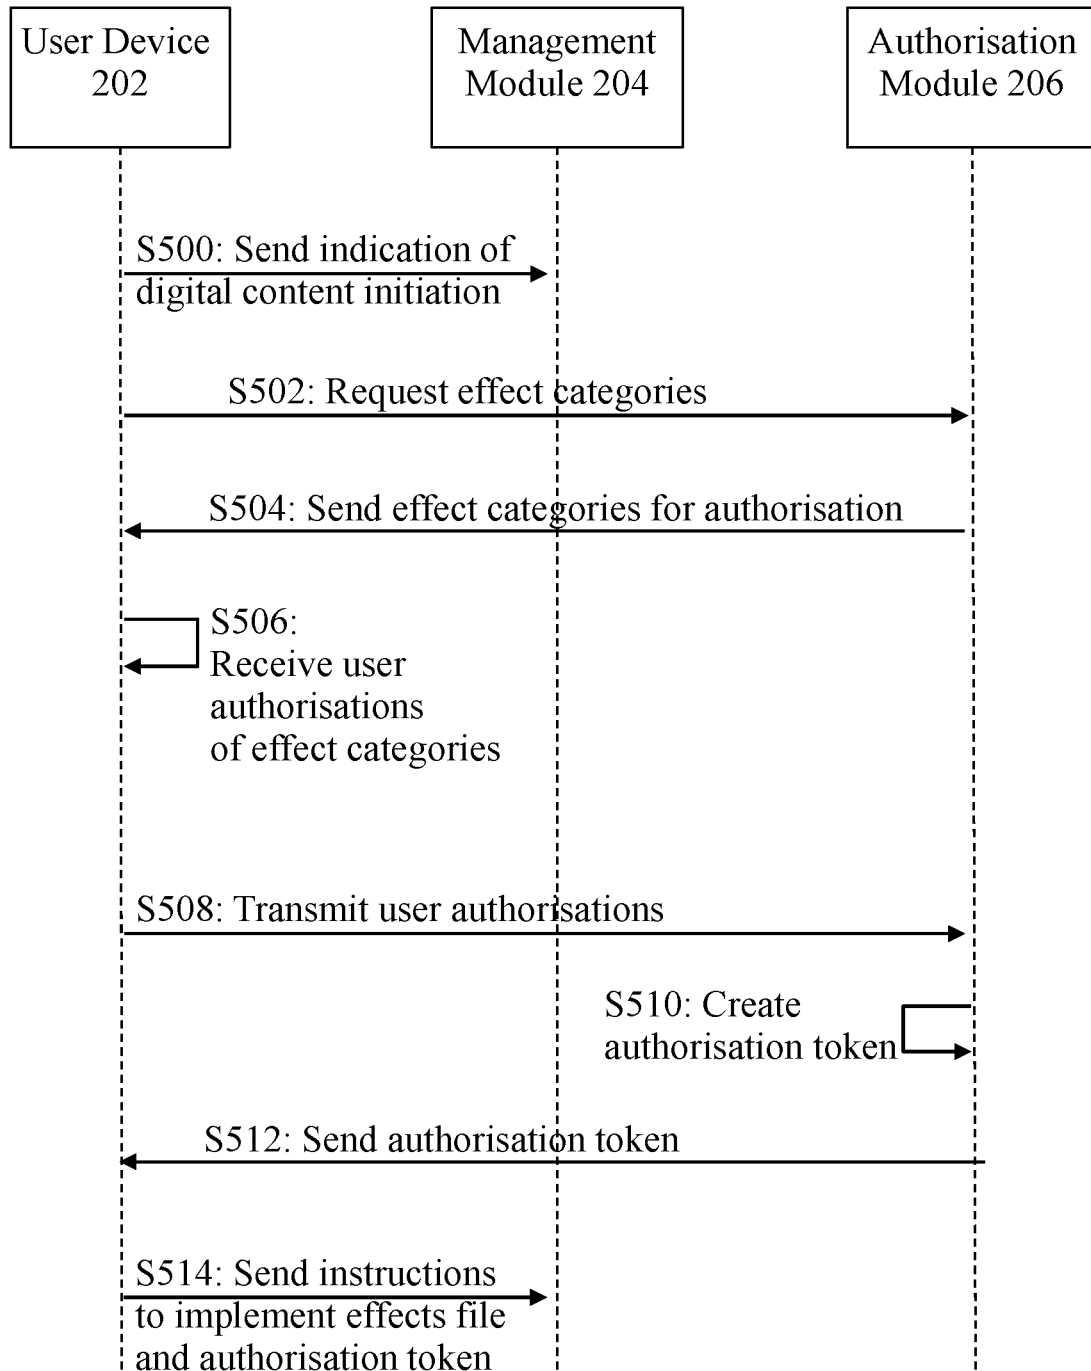 User Device
202
Management
Module 204
Authorisation
Module 206
S500: Send indication of
digital content initiation
S502: Request effect categories
S504: Send effect categories for authorisation
S506:
Receive user
authorisations
of effect categories
S508: Transmit user authorisations
S510: Create
authorisation token
S512: Send authorisation token
S514: Send instructions
to implement effects file
and authorisation token